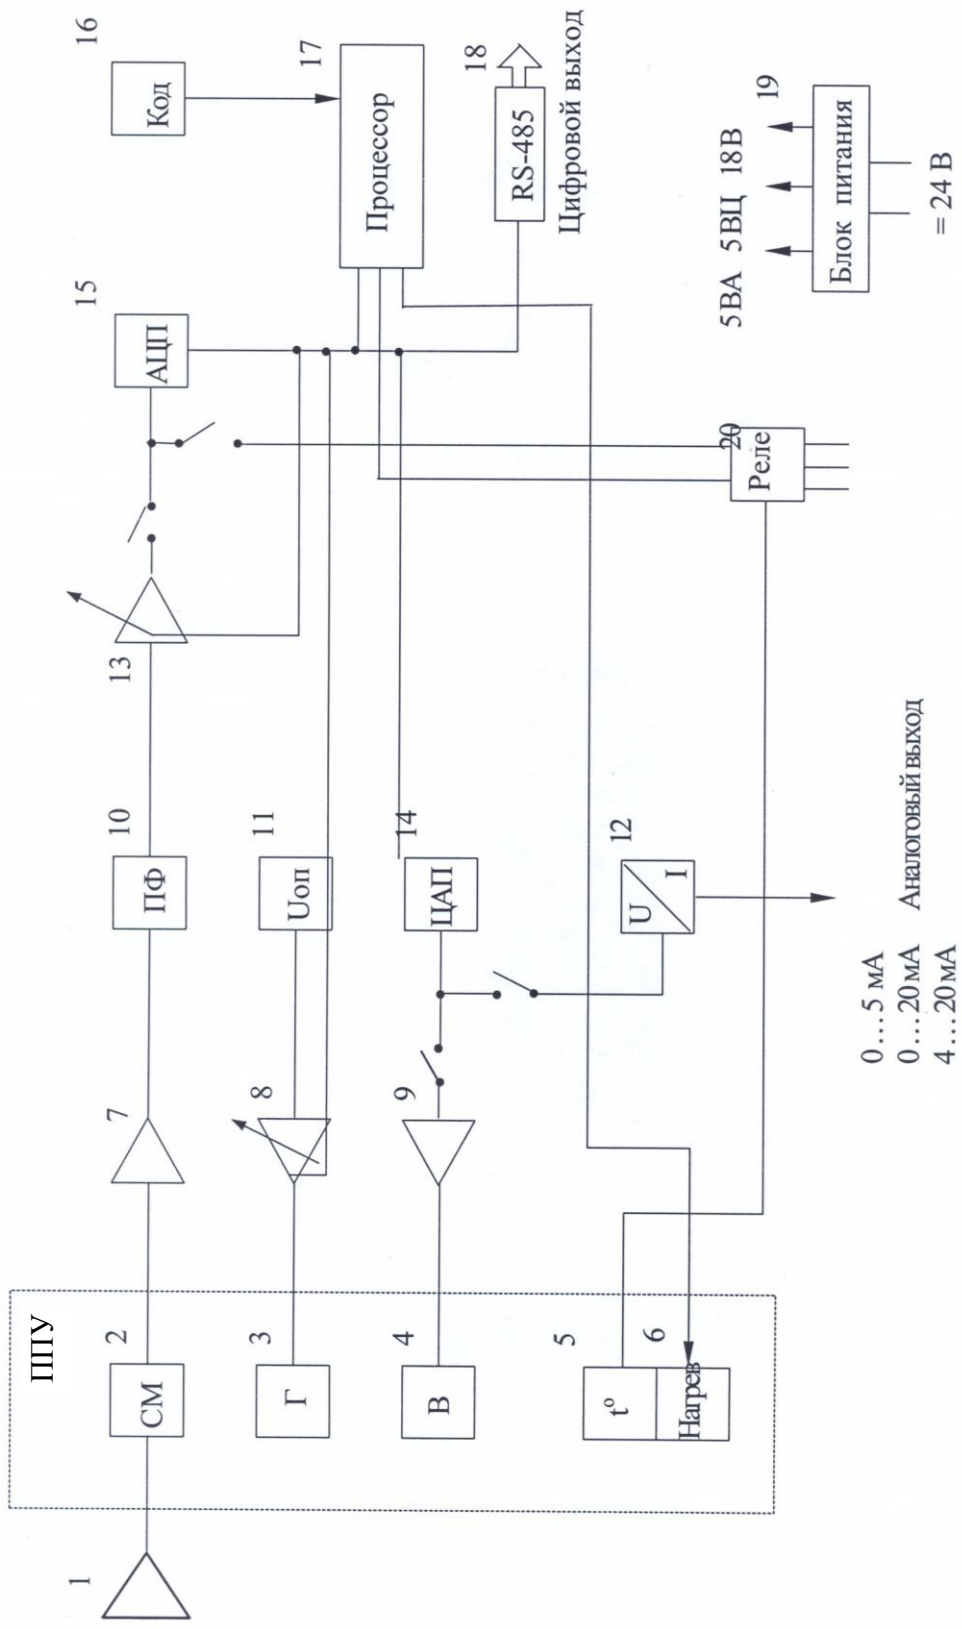 ППУ
1
СМ
2
Г
3
В
4
t°
5
Нагрев
6
7
8
9
ПФ
10
Uоп
11
ЦАП
14
U
I
12
0...5 мА
0...20мА Аналоговый выход
4...20мА
13
АЦП
15
Код
16
Процессор
17
RS-485
18
Цифровой выход
Реле
20
5ВА 5ВЦ 18В
19
Блок питания
= 24 В